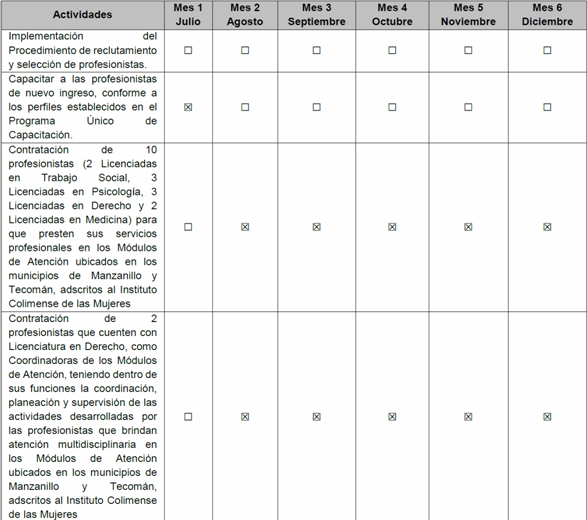 Actividades
Mes 1
Julio
Mes 2
Agosto
Mes 3
Septiembre
Mes 4
Octubre
Mes 5
Noviembre
Mes 6
Diciembre
Implementación del
Procedimiento de reclutamiento
y selección de profesionistas.
☐ ☐ ☐ ☐ ☐ ☐
Capacitar a las profesionistas
de nuevo ingreso, conforme a
los perfiles establecidos en el
Programa Único de
Capacitación.
☒ ☐ ☐ ☐ ☐ ☐
Contratación de 10
profesionistas (2 Licenciadas
en Trabajo Social, 3
Licenciadas en Psicología, 3
Licenciadas en Derecho y 2
Licenciadas en Medicina) para
que presten sus servicios
profesionales en los Módulos
de Atención ubicados en los
municipios de Manzanillo y
Tecomán, adscritos al Instituto
Colimense de las Mujeres
☐ ☒ ☒ ☒ ☒ ☒
Contratación de 2
profesionistas que cuenten con
Licenciatura en Derecho, como
Coordinadoras de los Módulos
de Atención, teniendo dentro de
sus funciones la coordinación,
planeación y supervisión de las
actividades desarrolladas por
las profesionistas que brindan
atención multidisciplinaria en
los Módulos de Atención
ubicados en los municipios de
Manzanillo y Tecomán,
adscritos al Instituto Colimense
de las Mujeres
☐ ☒ ☒ ☒ ☒ ☒